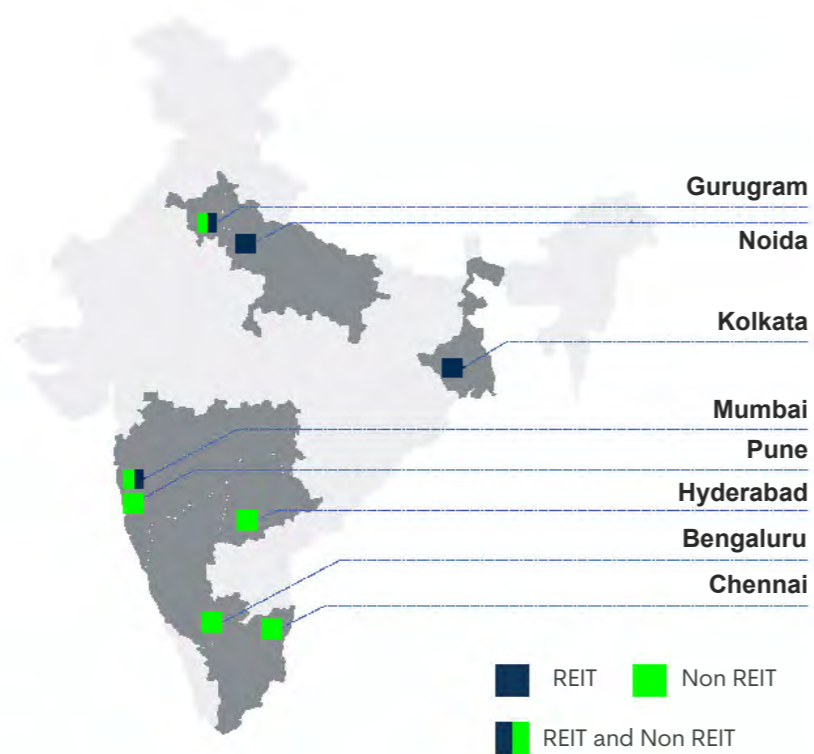 Gurugram
Noida
Kolkata
Mumbai
Pune
Hyderabad
Bengaluru
Chennai
REIT
Non REIT
REIT and Non REIT